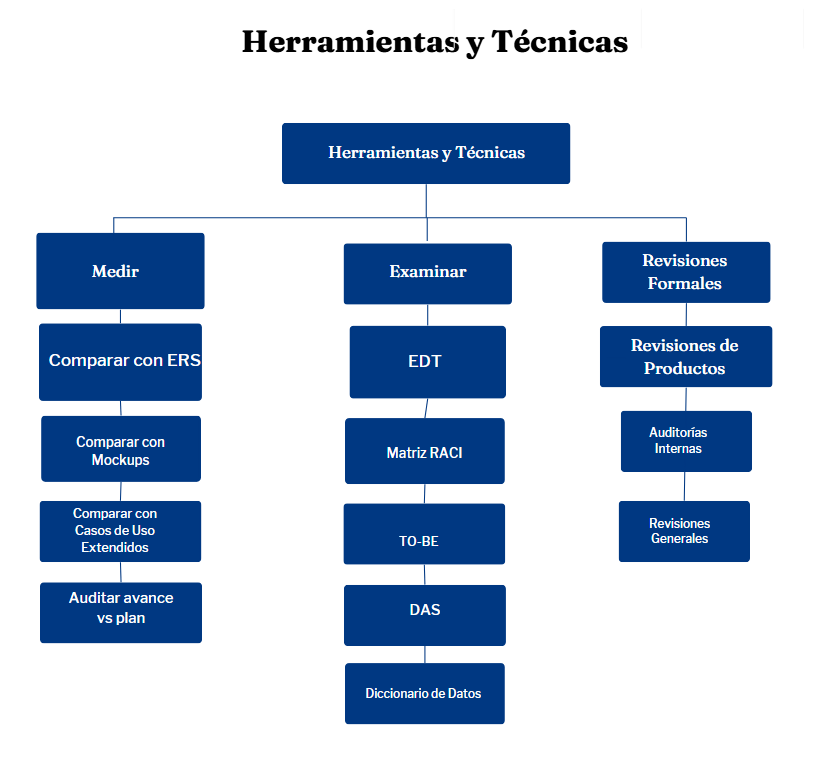 Herramientas y Técnicas
Herramientas y Técnicas
Medir
Comparar con ERS
Comparar con
Mockups
Comparar con
Casos de Uso
Extendidos
Auditar avance
vs plan
Examinar
EDT
Matriz RACI
TO-BE
DAS
Diccionario de Datos
Revisiones
Formales
Revisiones de
Productos
Auditorías
Internas
Revisiones
Generales